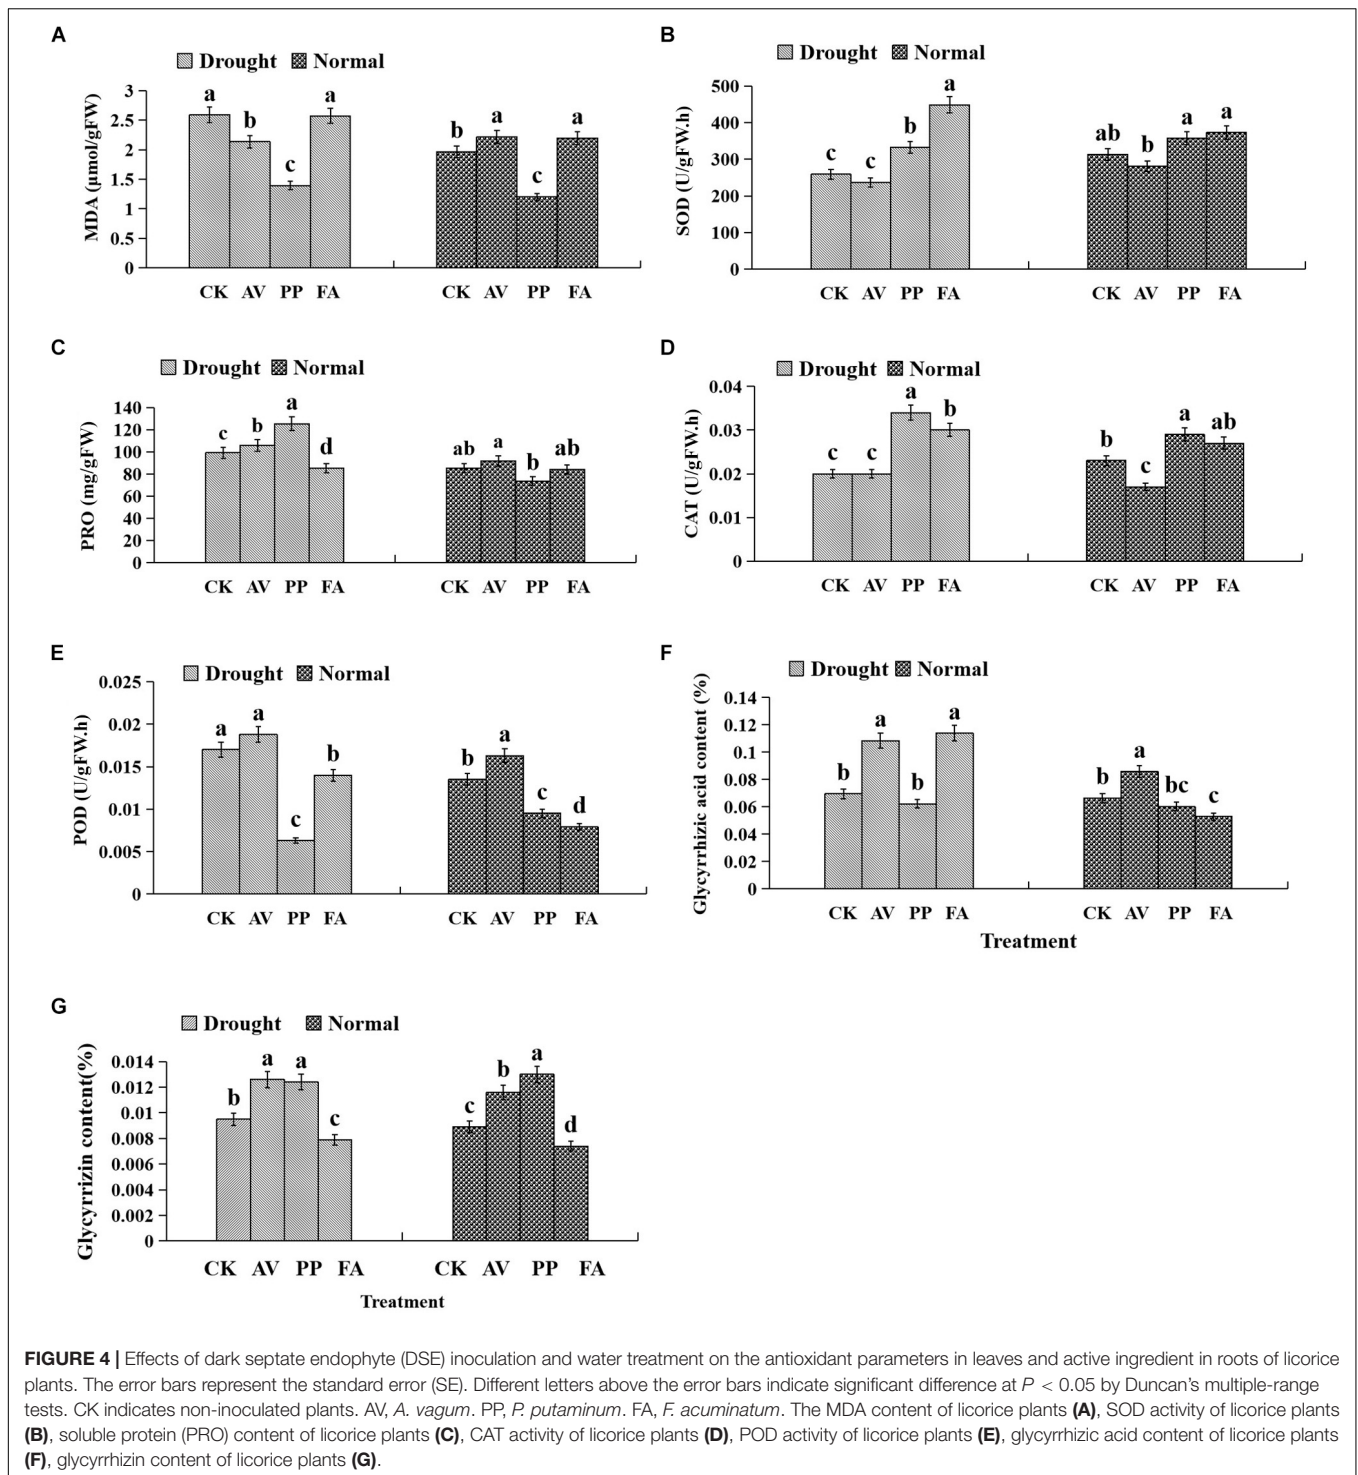 A
Drought Normal
MDA (μmol/gFW)
3
2.5
2
1.5
1
0.5
0
a b c a b a c a
CK AV PP FA CK AV PP FA
B
Drought Normal
SOD (U/gFW.h)
500
400
300
200
100
0
c c b a ab b a a
CK AV PP FA CK AV PP FA
C
Drought Normal
PRO (mg/gFW)
140
120
100
80
60
40
20
0
c b a d ab a b ab
CK AV PP FA CK AV PP FA
D
Drought Normal
CAT (U/gFW.h)
0.04
0.03
0.02
0.01
0
c c a b b c a ab
CK AV PP FA CK AV PP FA
E
Drought Normal
POD (U/gFW.h)
0.025
0.02
0.015
0.01
0.005
0
a a c b b a c d
CK AV PP FA CK AV PP FA
F
Drought Normal
Glycyrrhizic acid content (%)
0.14
0.12
0.1
0.08
0.06
0.04
0.02
0
b a b a b a bc c
CK AV PP FA CK AV PP FA
Treatment
G
Drought Normal
Glycyrrizin content(%)
0.014
0.012
0.01
0.008
0.006
0.004
0.002
0
b a a c c b a d
CK AV PP FA CK AV PP FA
Treatment
FIGURE 4 | Effects of dark septate endophyte (DSE) inoculation and water treatment on the antioxidant parameters in leaves and active ingredient in roots of licorice
plants. The error bars represent the standard error (SE). Different letters above the error bars indicate significant difference at P < 0.05 by Duncan's multiple-range
tests. CK indicates non-inoculated plants. AV, A. vagum. PP, P. putaminum. FA, F. acuminatum. The MDA content of licorice plants (A), SOD activity of licorice plants
(B), soluble protein (PRO) content of licorice plants (C), CAT activity of licorice plants (D), POD activity of licorice plants (E), glycyrrhizic acid content of licorice plants
(F), glycyrrhizin content of licorice plants (G).